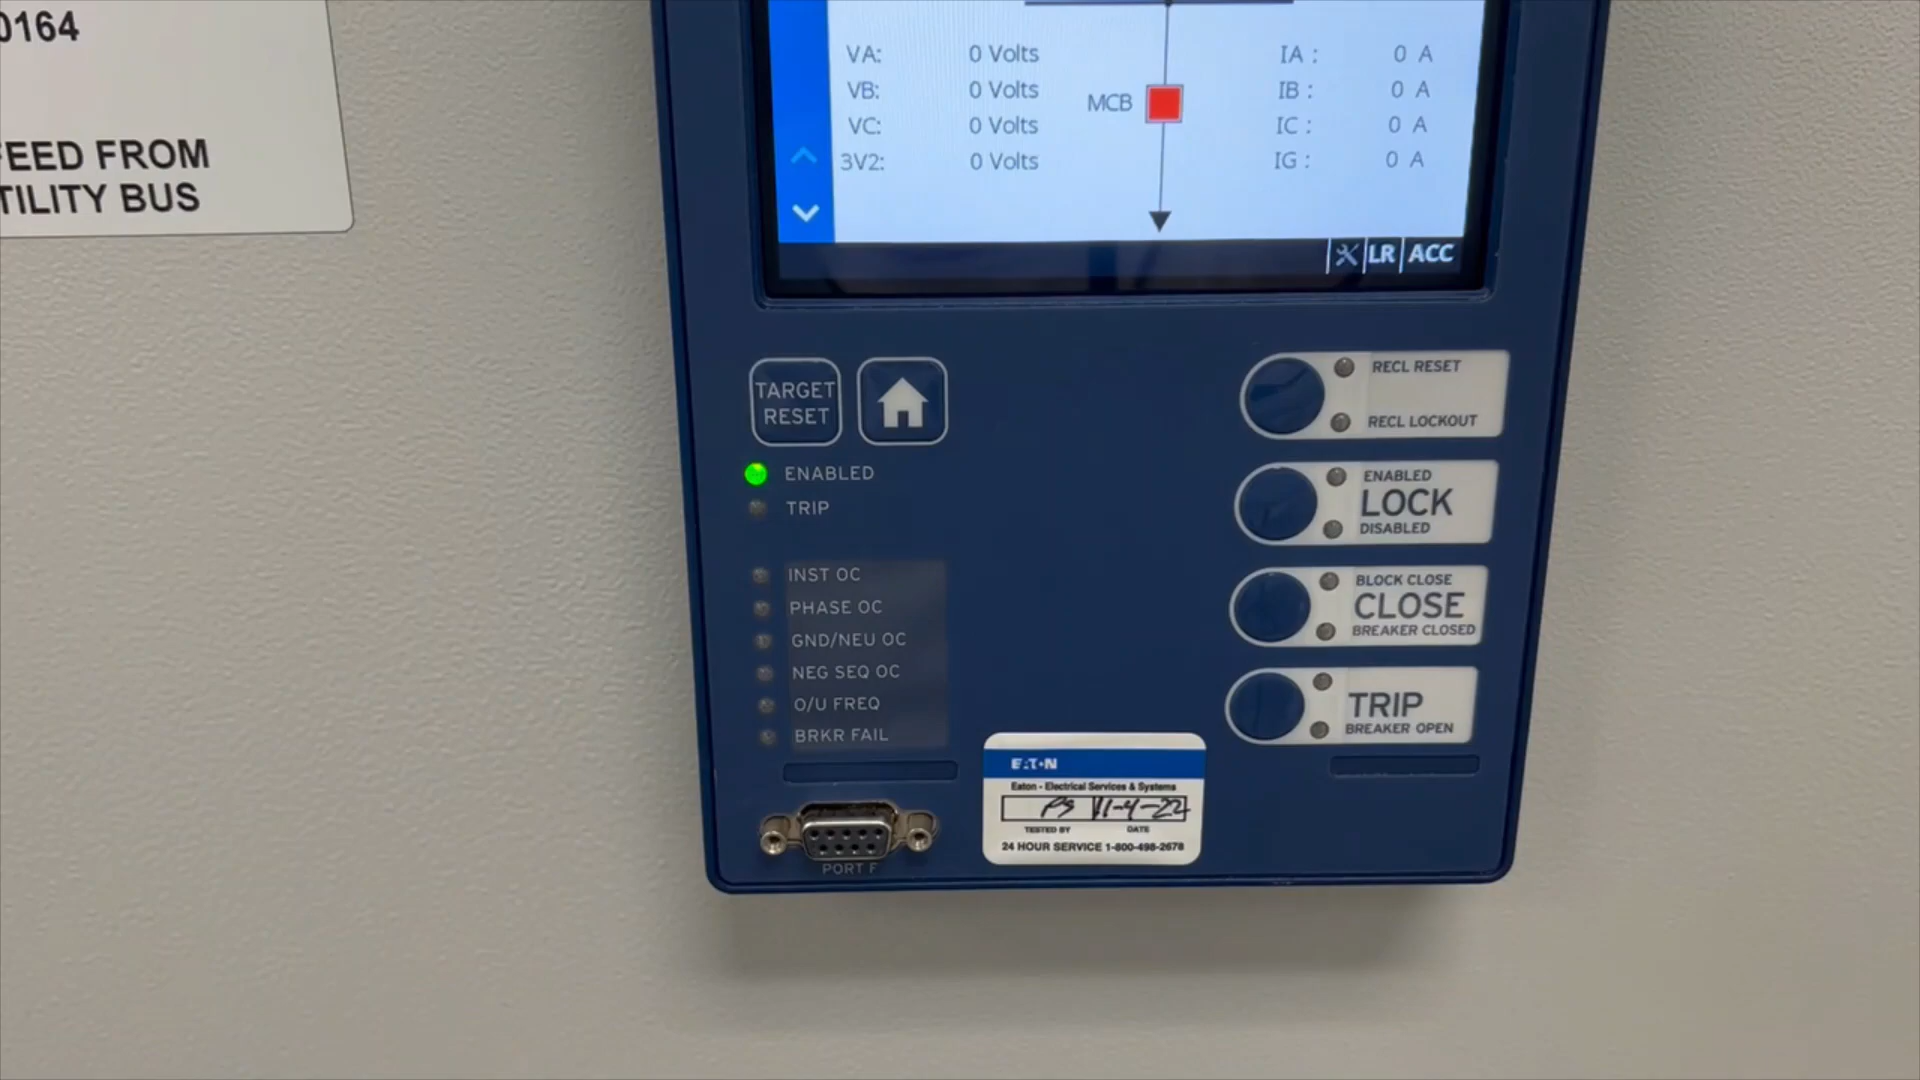 0164
FEED FROM
TILITY BUS
VA: 0 Volts
VB: 0 Volts
VC: 0 Volts
3V2: 0 Volts
MCB
IA : 0 A
IB : 0 A
IC : 0 A
IG : 0 A
LR ACC
TARGET
RESET
ENABLED
TRIP
INST OC
PHASE OC
GND/NEU OC
NEG SEQ OC
O/U FREQ
BRKR FAIL
PORT F
RECL RESET
RECL LOCKOUT
ENABLED
LOCK
DISABLED
BLOCK CLOSE
CLOSE
BREAKER CLOSED
TRIP
BREAKER OPEN
EATON
Eaton - Electrical Services & Systems
PS 11-4-22
TESTED BY DATE
24 HOUR SERVICE 1-800-498-2678